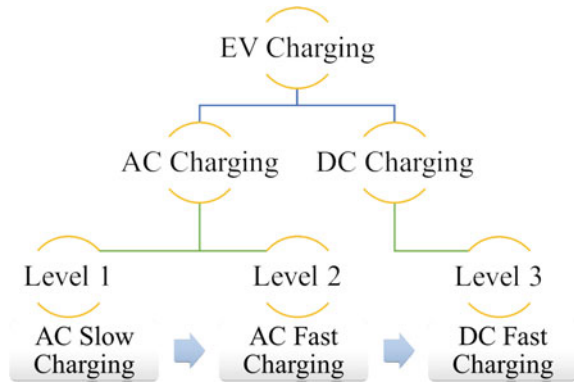 EV Charging
AC Charging
DC Charging
Level 1
Level 2
Level 3
AC Slow
Charging
AC Fast
Charging
DC Fast
Charging